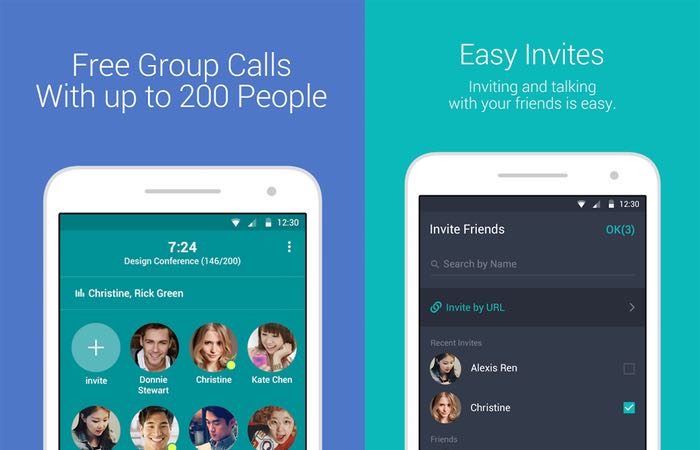 Free Group Calls
With up to 200 People
12:30
7:24
Design Conference (146/200)
Christine, Rick Green
invite
Donnie
Stewart
Christine
Kate Chen
Easy Invites
Inviting and talking
with your friends is easy.
12:30
Invite Friends
OK(3)
Search by Name
Invite by URL
Recent Invites
Alexis Ren
Christine
Friends